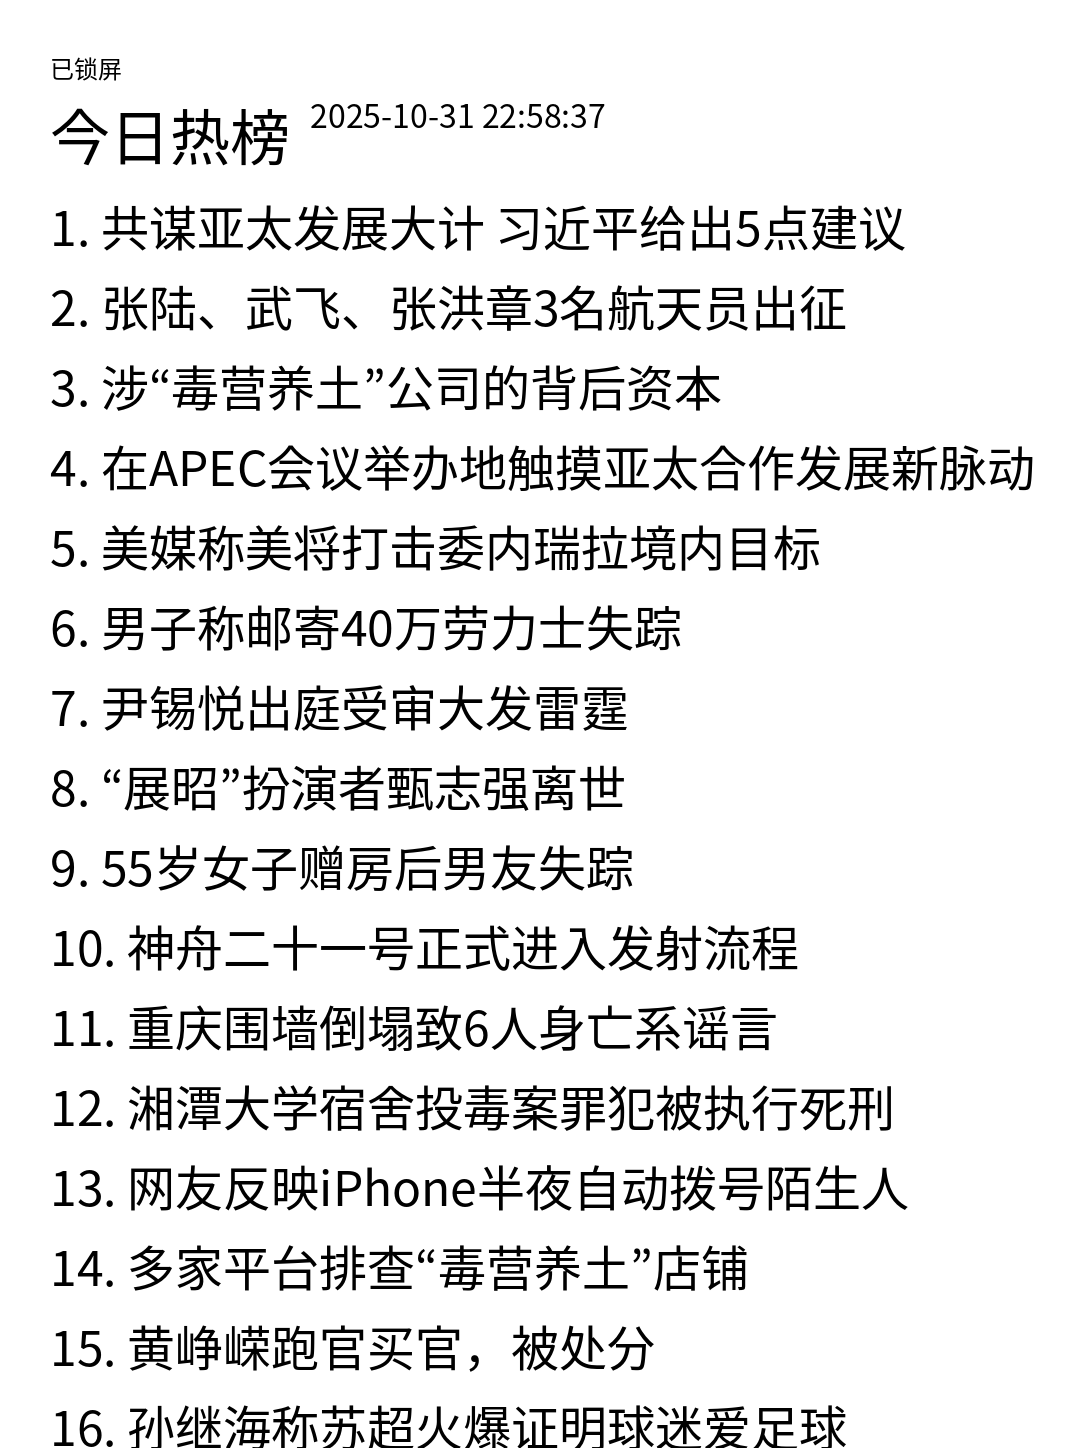 已锁屏
今日热榜 2025-10-31 22:58:37
1. 共谋亚太发展大计 习近平给出5点建议
2. 张陆、武飞、张洪章3名航天员出征
3. 涉“毒营养土”公司的背后资本
4. 在APEC会议举办地触摸亚太合作发展新脉动
5. 美媒称美将打击委内瑞拉境内目标
6. 男子称邮寄40万劳力士失踪
7. 尹锡悦出庭受审大发雷霆
8. “展昭”扮演者甄志强离世
9. 55岁女子赠房后男友失踪
10. 神舟二十一号正式进入发射流程
11. 重庆围墙倒塌致6人身亡系谣言
12. 湘潭大学宿舍投毒案罪犯被执行死刑
13. 网友反映iPhone半夜自动拨号陌生人
14. 多家平台排查“毒营养土”店铺
15. 黄峥嵘跑官买官，被处分
16. 孙继海称苏超火爆证明球迷爱足球